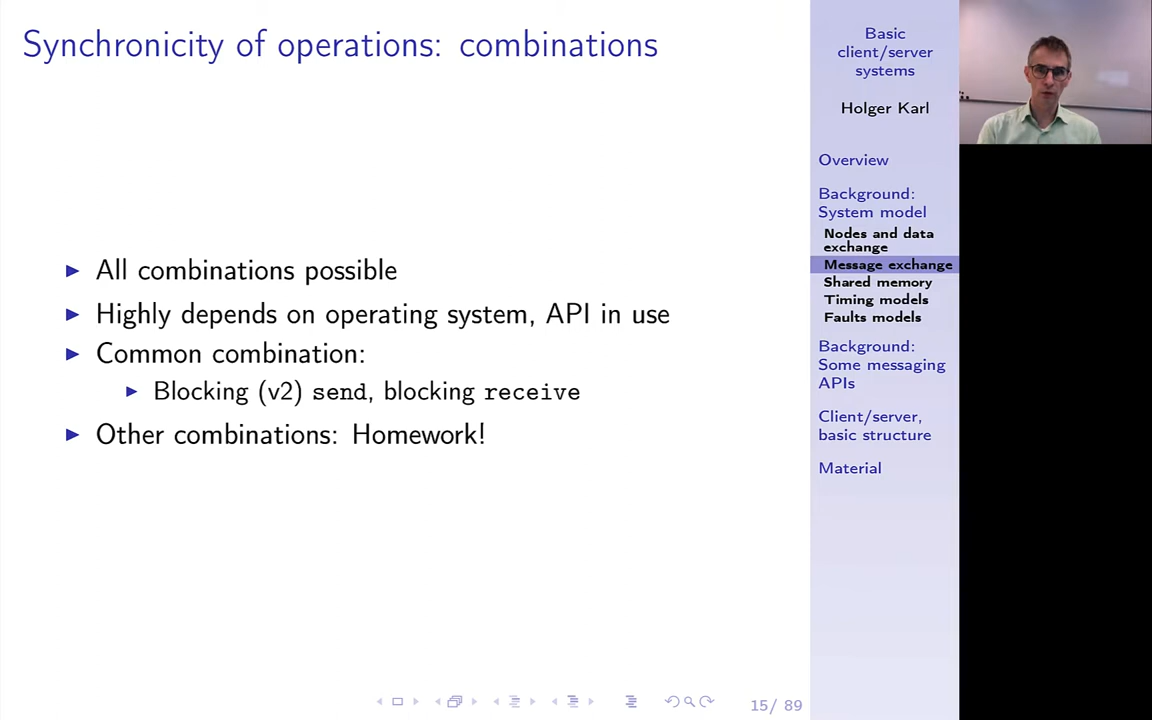 Synchronicity of operations: combinations
All combinations possible
Highly depends on operating system, API in use
Common combination:
Blocking (v2) send, blocking receive
Other combinations: Homework!
15/ 89
Basic
client/server
systems
Holger Karl
Overview
Background:
System model
Nodes and data
exchange
Message exchange
Shared memory
Timing models
Faults models
Background:
Some messaging
APIs
Client/server,
basic structure
Material